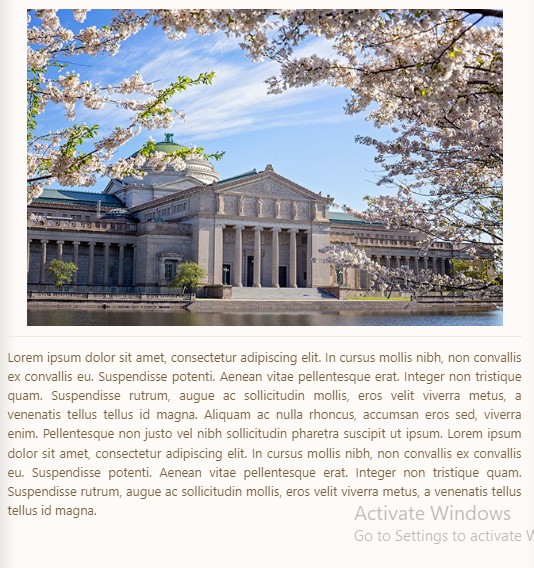 Lorem ipsum dolor sit amet, consectetur adipiscing elit. In cursus mollis nibh, non convallis
ex convallis eu. Suspendisse potenti. Aenean vitae pellentesque erat. Integer non tristique
quam. Suspendisse rutrum, augue ac sollicitudin mollis, eros velit viverra metus, a
venenatis tellus tellus id magna. Aliquam ac nulla rhoncus, accumsan eros sed, viverra
enim. Pellentesque non justo vel nibh sollicitudin pharetra suscipit ut ipsum. Lorem ipsum
dolor sit amet, consectetur adipiscing elit. In cursus mollis nibh, non convallis ex convallis
eu. Suspendisse potenti. Aenean vitae pellentesque erat. Integer non tristique quam.
Suspendisse rutrum, augue ac sollicitudin mollis, eros velit viverra metus, a venenatis tellus
tellus id magna.
Activate Windows
Go to Settings to activate W